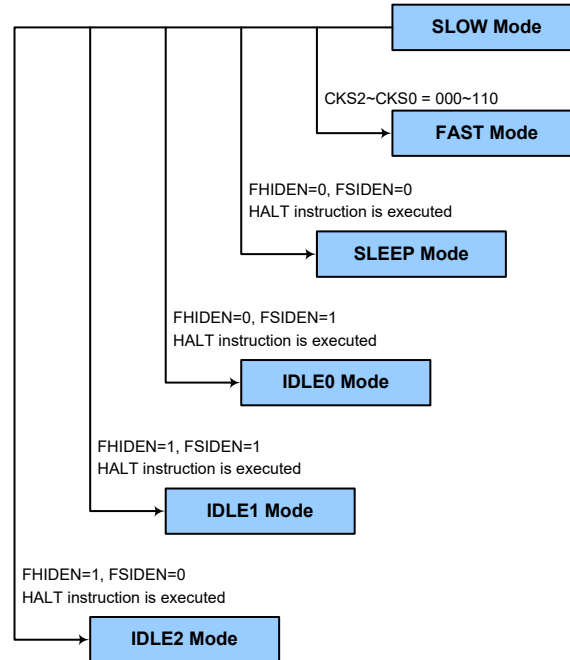 SLOW Mode
CKS2~CKS0 = 000~110
FAST Mode
FHIDEN=0, FSIDEN=0
HALT instruction is executed
SLEEP Mode
FHIDEN=0, FSIDEN=1
HALT instruction is executed
IDLE0 Mode
FHIDEN=1, FSIDEN=1
HALT instruction is executed
IDLE1 Mode
FHIDEN=1, FSIDEN=0
HALT instruction is executed
IDLE2 Mode